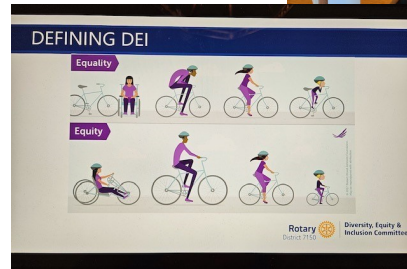 DEFINING DEI
Equality
Equity
Rotary
District 7150
Diversity, Equity &
Inclusion Committee